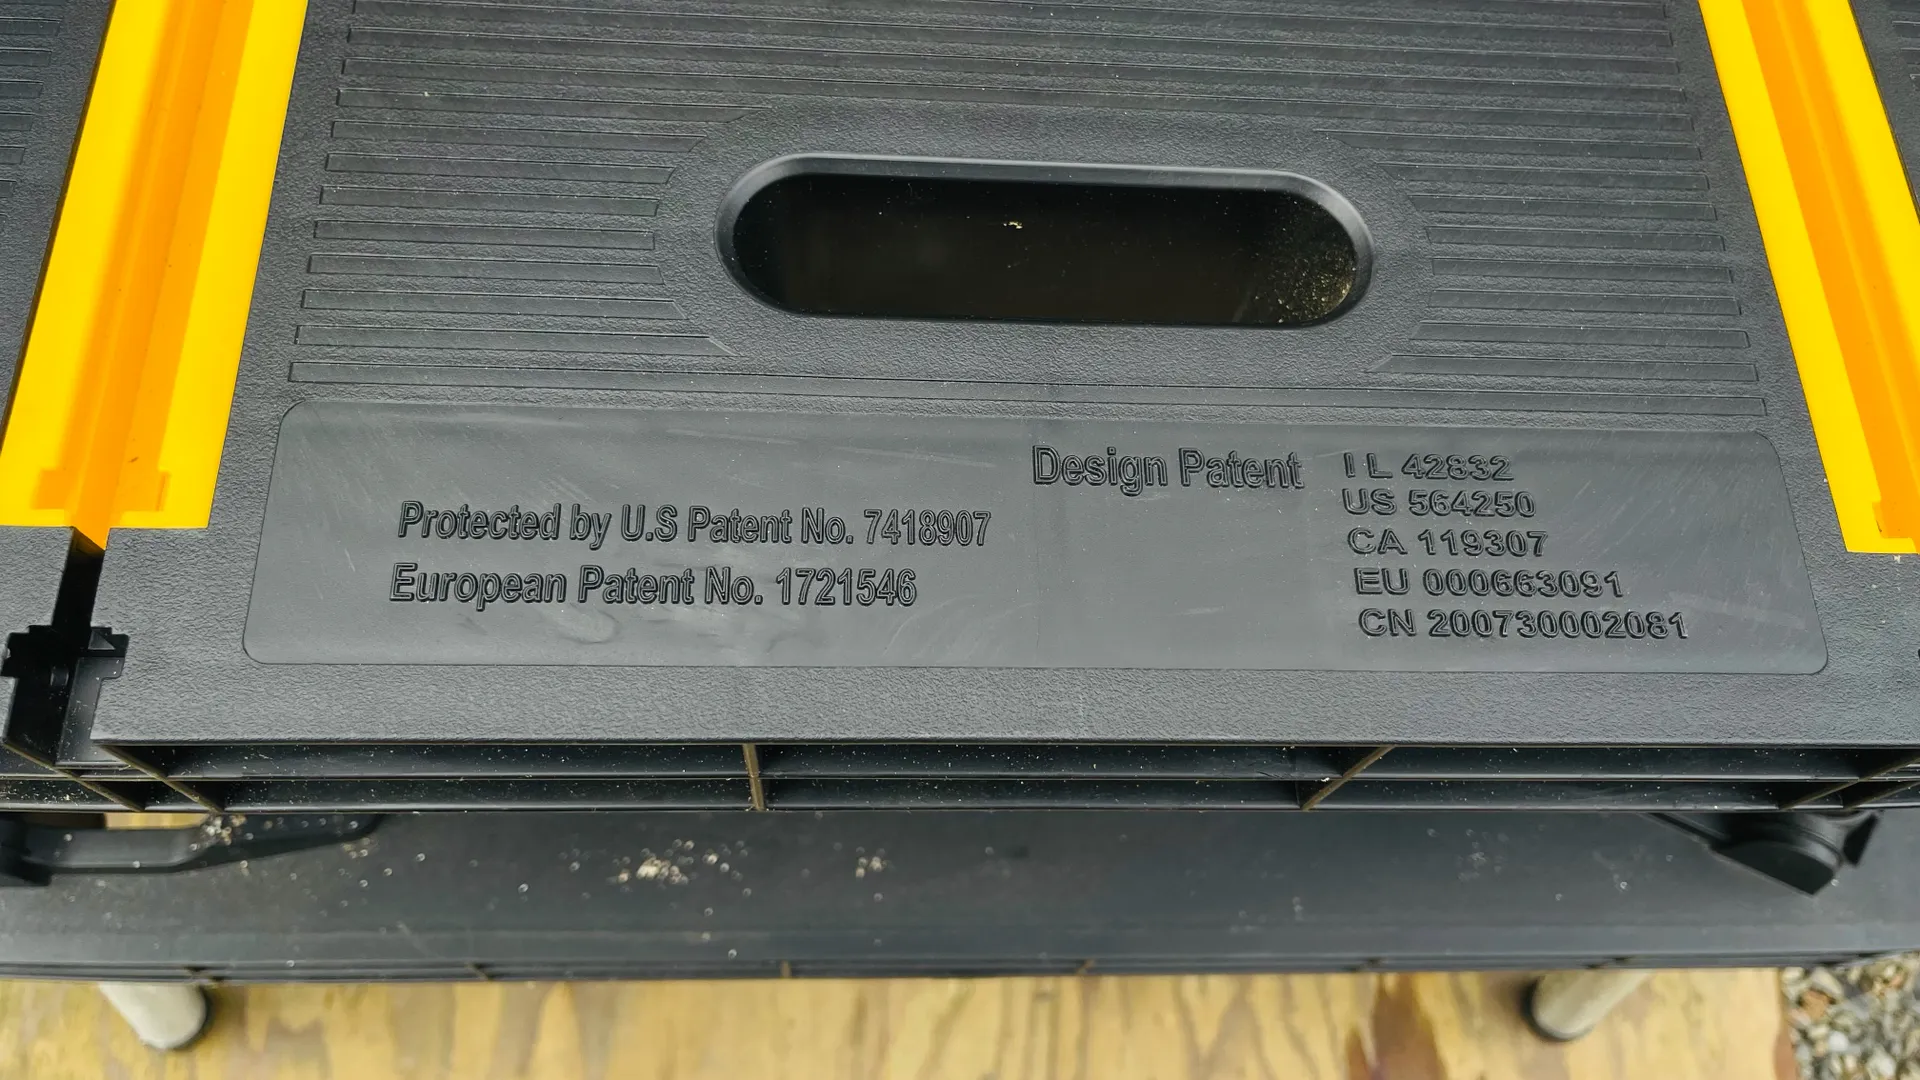 Protected by U.S Patent No. 7418907
European Patent No. 1721546
Design Patent IL 42832
US 564250
CA 119307
EU 000663091
CN 200730002081